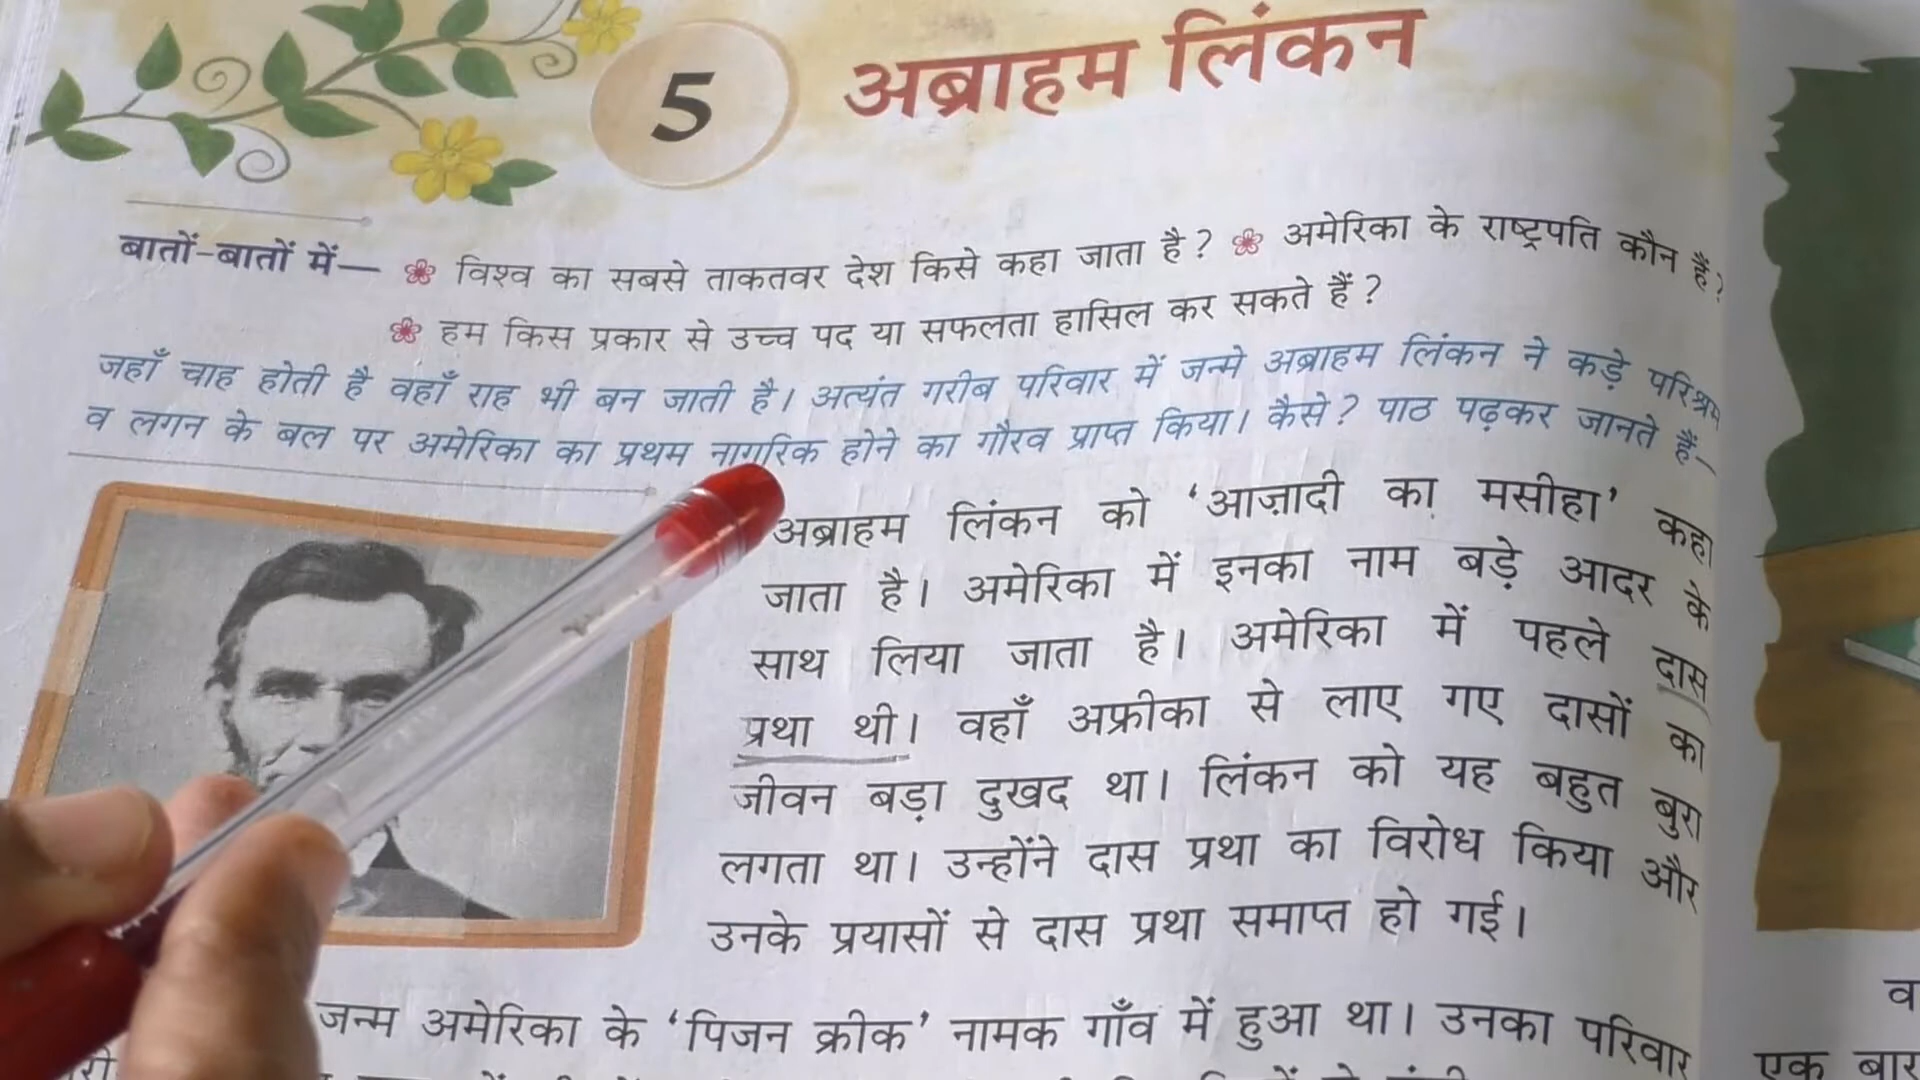 5
अब्राहम लिंकन
बातों-बातों में— विश्व का सबसे ताकतवर देश किसे कहा जाता है? अमेरिका के राष्ट्रपति कौन हैं?
हम किस प्रकार से उच्च पद या सफलता हासिल कर सकते हैं?
जहाँ चाह होती है वहाँ राह भी बन जाती है। अत्यंत गरीब परिवार में जन्मे अब्राहम लिंकन ने कड़े परिश्रम
व लगन के बल पर अमेरिका का प्रथम नागरिक होने का गौरव प्राप्त किया। कैसे? पाठ पढ़कर जानते हैं—
अब्राहम लिंकन को ‘आज़ादी का मसीहा’ कहा
जाता है। अमेरिका में इनका नाम बड़े आदर के
साथ लिया जाता है। अमेरिका में पहले दास
प्रथा थी। वहाँ अफ्रीका से लाए गए दासों का
जीवन बड़ा दुखद था। लिंकन को यह बहुत बुरा
लगता था। उन्होंने दास प्रथा का विरोध किया और
उनके प्रयासों से दास प्रथा समाप्त हो गई।
जन्म अमेरिका के ‘पिजन क्रीक’ नामक गाँव में हुआ था। उनका परिवार
एक बार